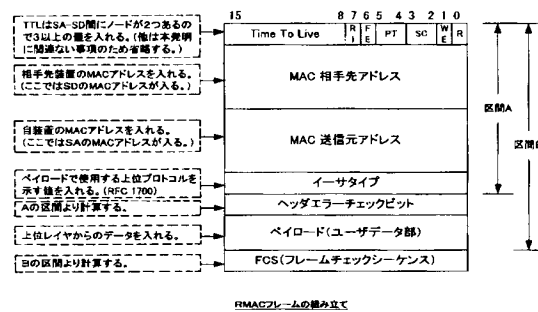 15 8 7 6 5 4 3 2 1 0
TTLはSA-SD間にノードが2つあるの
で3以上の値を入れる。(他は本発明
に関連ない事項のため省略する。)
Time To Live
R I
F E
PT
SC
W E
R
相手先装置のMACアドレスを入れる。
(ここではSDのMACアドレスが入る。)
MAC 相手先アドレス
区間A
区間B
自装置のMACアドレスを入れる。
(ここではSAのMACアドレスが入る。)
MAC 送信元アドレス
ペイロードで使用する上位プロトコルを
示す値を入れる。(RFC 1700)
イーサタイプ
Aの区間より計算する。
ヘッダエラーチェックビット
上位レイヤからのデータを入れる。
ペイロード(ユーザデータ部)
Bの区間より計算する。
FCS(フレームチェックシーケンス)
RMACフレームの組み立て